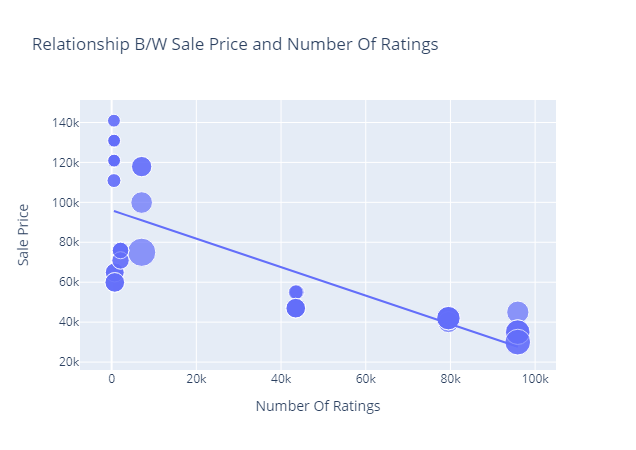 Relationship B/W Sale Price and Number Of Ratings
140k
120k
100k
80k
60k
40k
20k
Sale Price
0
20k
40k
60k
80k
100k
Number Of Ratings